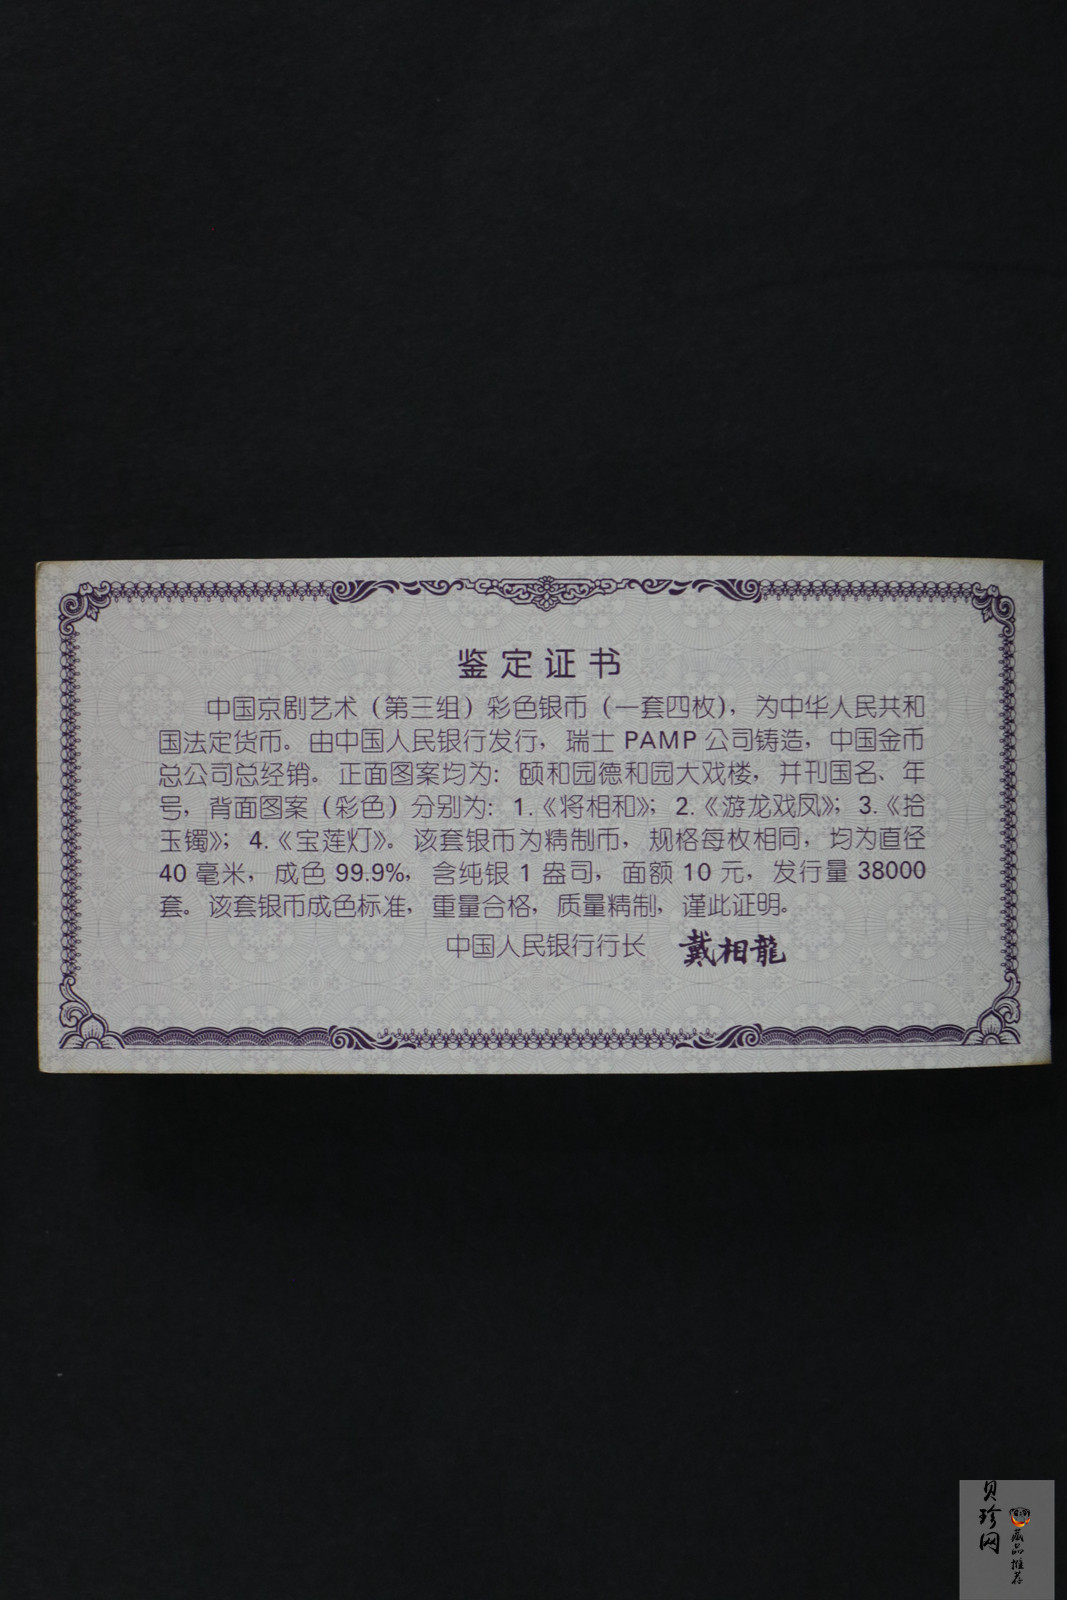 鉴定证书
中国京剧艺术（第三组）彩色银币（一套四枚），为中华人民共和
国法定货币。由中国人民银行发行，瑞士 PAMP 公司铸造，中国金币
总公司总经销。正面图案均为：颐和园德和园大戏楼，并刊国名、年
号，背面图案（彩色）分别为：1.《将相和》；2.《游龙戏凤》；3.《拾
玉镯》；4.《宝莲灯》。该套银币为精制币，规格每枚相同，均为直径
40 毫米，成色 99.9%，含纯银 1 盎司，面额 10 元，发行量 38000
套。该套银币成色标准，重量合格，质量精制，谨此证明。
中国人民银行行长 戴相龍
贝珍网
藏品推荐